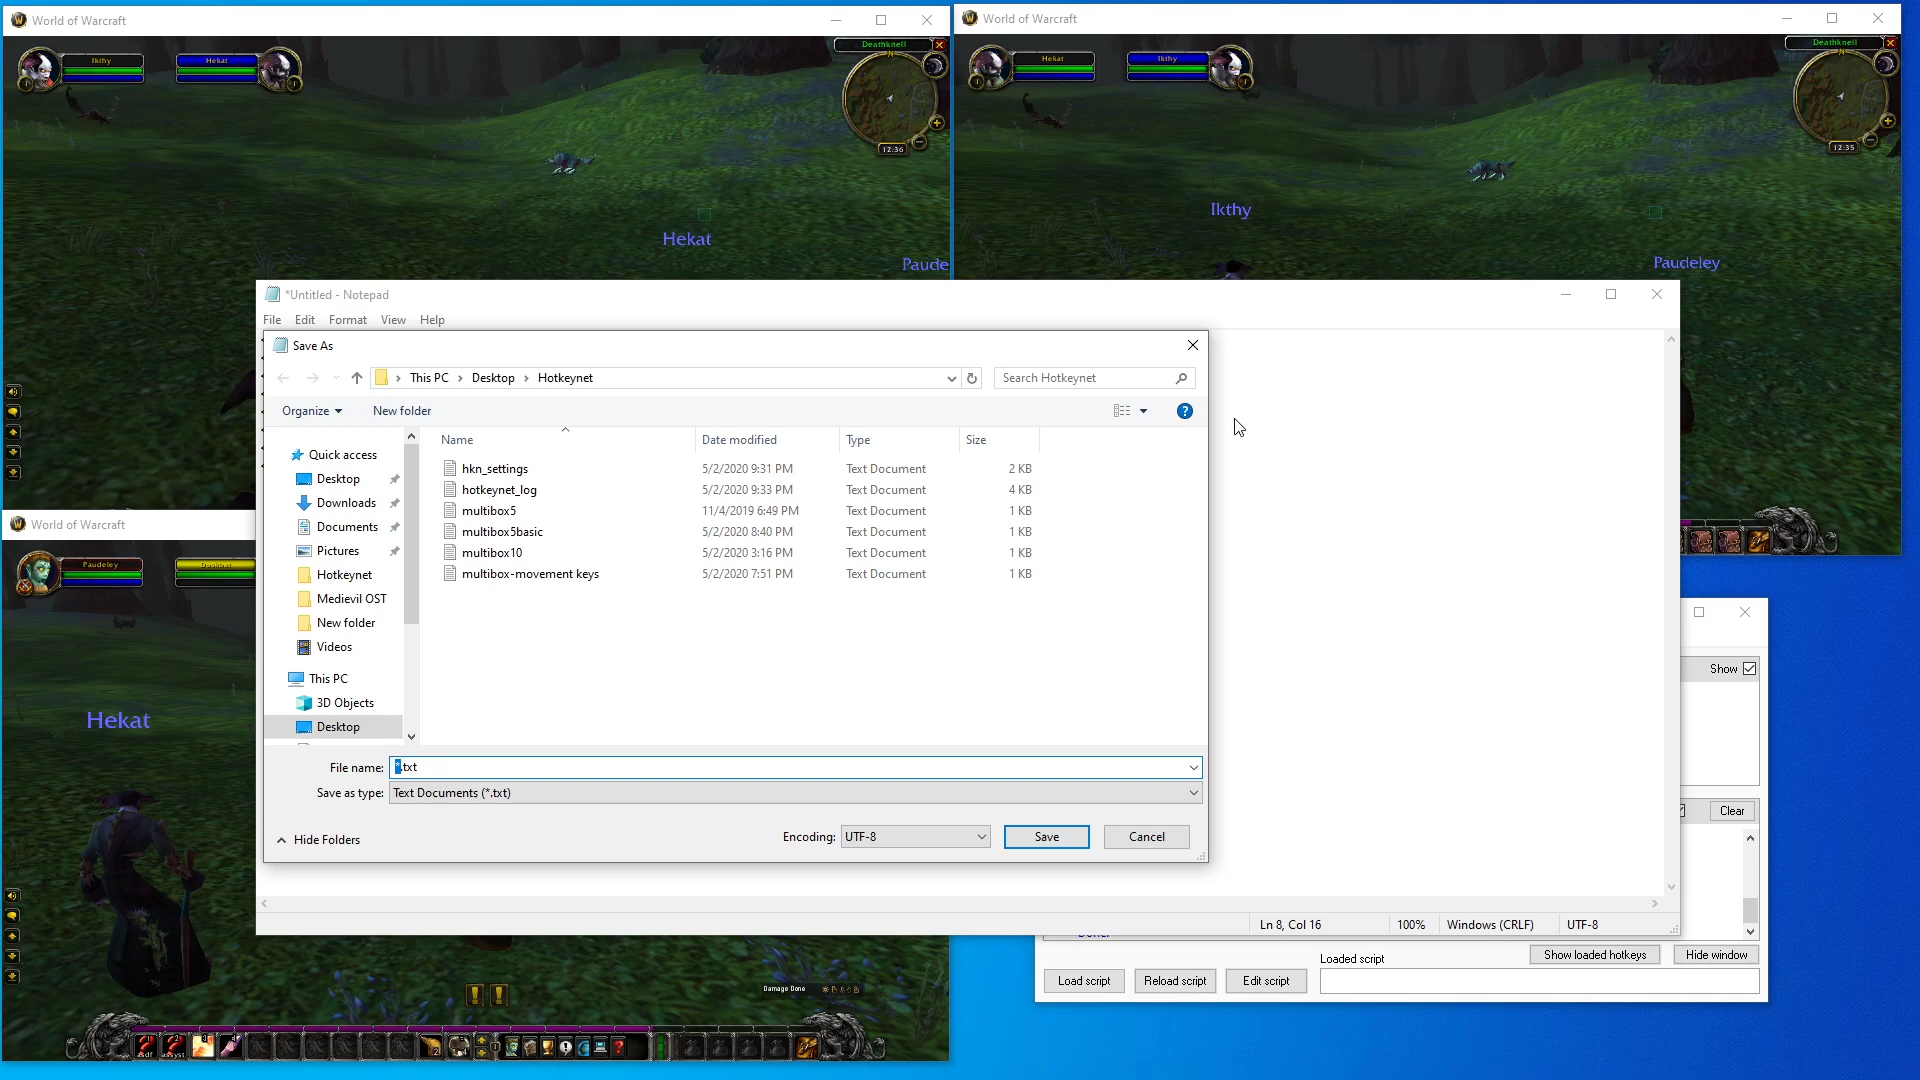 World of Warcraft
World of Warcraft
Ikthy
Hekat
Deathknell
N
12:36
Hekat
Paude
Hekat
Ikthy
Deathknell
N
12:35
Ikthy
Paudeley
*Untitled - Notepad
File Edit Format View Help
Save As
This PC > Desktop > Hotkeynet
Search Hotkeynet
Organize
New folder
?
Name
Date modified
Type
Size
hkn_settings 5/2/2020 9:31 PM Text Document 2 KB
hotkeynet_log 5/2/2020 9:33 PM Text Document 4 KB
multibox5 11/4/2019 6:49 PM Text Document 1 KB
multibox5basic 5/2/2020 8:40 PM Text Document 1 KB
multibox10 5/2/2020 3:16 PM Text Document 1 KB
multibox-movement keys 5/2/2020 7:51 PM Text Document 1 KB
Quick access
Desktop
Downloads
Documents
Pictures
Hotkeynet
Medievil OST
New folder
Videos
This PC
3D Objects
Desktop
File name: *.txt
Save as type: Text Documents (*.txt)
Hide Folders
Encoding: UTF-8
Save
Cancel
Ln 8, Col 16
100%
Windows (CRLF)
UTF-8
World of Warcraft
Paudeley
Hekat
Damage Done
asdf
assyst
Show
Clear
Loaded script
Show loaded hotkeys
Hide window
Load script
Reload script
Edit script